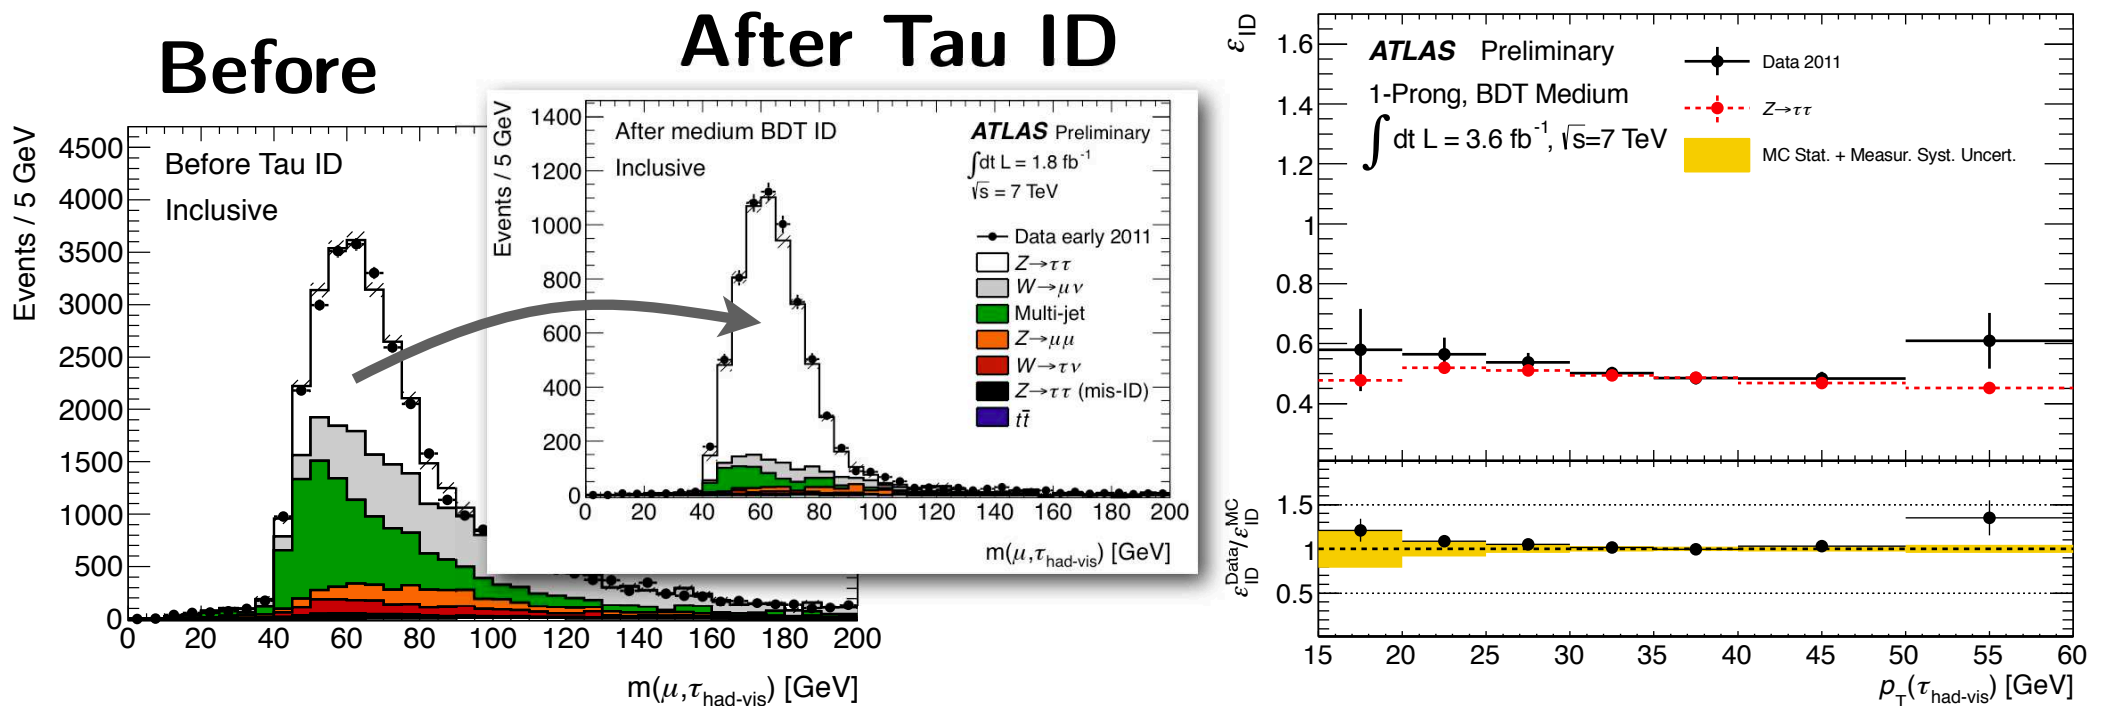 Before
After Tau ID
Events / 5 GeV
4500
4000
3500
3000
2500
2000
1500
1000
500
0
Before Tau ID
Inclusive
0 20 40 60 80 100 120 140 160 180 200
m(μ,τhad-vis) [GeV]
Events / 5 GeV
1400
1200
1000
800
600
400
200
0
After medium BDT ID
Inclusive
ATLAS Preliminary
∫dt L = 1.8 fb-1
√s = 7 TeV
Data early 2011
Z→ττ
W→μν
Multi-jet
Z→μμ
W→τν
Z→ττ (mis-ID)
tt̄
0 20 40 60 80 100 120 140 160 180 200
m(μ,τhad-vis) [GeV]
εID
1.6
1.4
1.2
1
0.8
0.6
0.4
ATLAS Preliminary
1-Prong, BDT Medium
∫ dt L = 3.6 fb-1, √s=7 TeV
Data 2011
Z→ττ
MC Stat. + Measur. Syst. Uncert.
εIDData/εIDMC
1.5
1
0.5
15 20 25 30 35 40 45 50 55 60
pT(τhad-vis) [GeV]